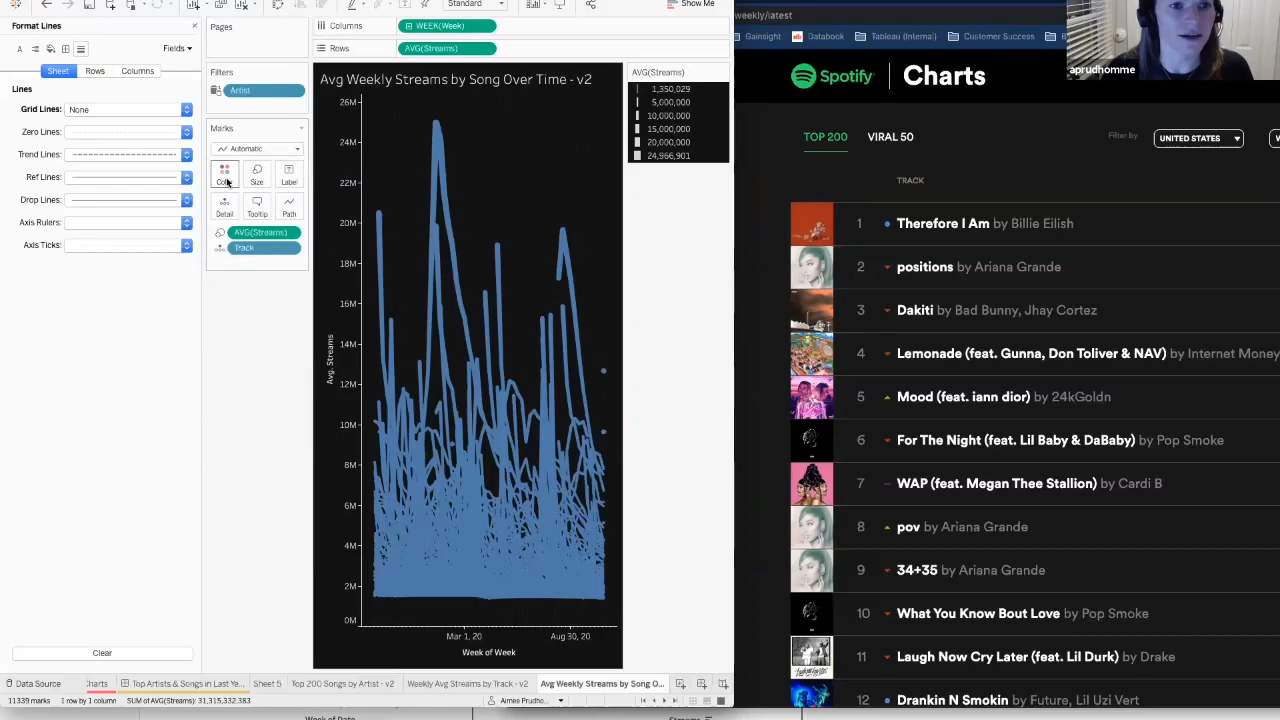 Format Lines
Fields
Sheet
Rows
Columns
Lines
Grid Lines:
None
Zero Lines:
Trend Lines:
Ref Lines:
Drop Lines:
Axis Rulers:
Axis Ticks:
Clear
Pages
Filters
Artist
Marks
Automatic
Size
Label
Detail
Tooltip
Path
AVG(Streams)
Track
Standard
Show Me
Columns
WEEK(Week)
Rows
AVG(Streams)
Avg Weekly Streams by Song Over Time - v2
26M
24M
22M
20M
18M
16M
14M
12M
10M
8M
6M
4M
2M
0M
Avg. Streams
Mar 1, 20
Aug 30, 20
Week of Week
AVG(Streams)
1,350,029
5,000,000
10,000,000
15,000,000
20,000,000
24,966,901
Data Source
Top Artists & Songs in Last Ye...
Sheet 5
Top 200 Songs by Artist -v2
Weekly Avg Streams by Track - v2
Avg Weekly Streams by Song O...
11339 marks
1 row by 1 column
SUM of AVG(Streams): 31,315,332,383
Aimee Prudho...
weekly/latest
Gainsight
Databook
Tableau (Internal)
Customer Success
aprudhomme
Spotify
Charts
TOP 200
VIRAL 50
Filter by
UNITED STATES
TRACK
1 Therefore I Am by Billie Eilish
2 positions by Ariana Grande
3 Dakiti by Bad Bunny, Jhay Cortez
4 Lemonade (feat. Gunna, Don Toliver & NAV) by Internet Money
5 Mood (feat. iann dior) by 24kGoldn
6 For The Night (feat. Lil Baby & DaBaby) by Pop Smoke
7 WAP (feat. Megan Thee Stallion) by Cardi B
8 pov by Ariana Grande
9 34+35 by Ariana Grande
10 What You Know Bout Love by Pop Smoke
11 Laugh Now Cry Later (feat. Lil Durk) by Drake
12 Drankin N Smokin by Future, Lil Uzi Vert